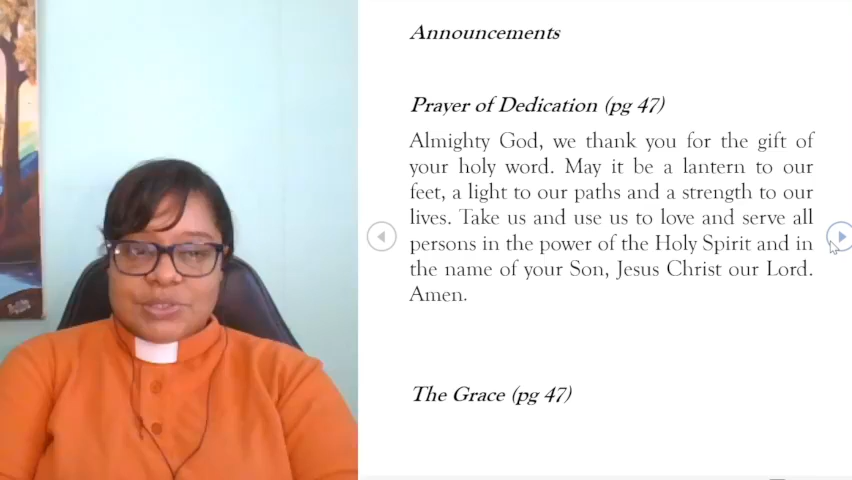 Announcements
Prayer of Dedication (pg 47)
Almighty God, we thank you for the gift of
your holy word. May it be a lantern to our
feet, a light to our paths and a strength to our
lives. Take us and use us to love and serve all
persons in the power of the Holy Spirit and in
the name of your Son, Jesus Christ our Lord.
Amen.
The Grace (pg 47)